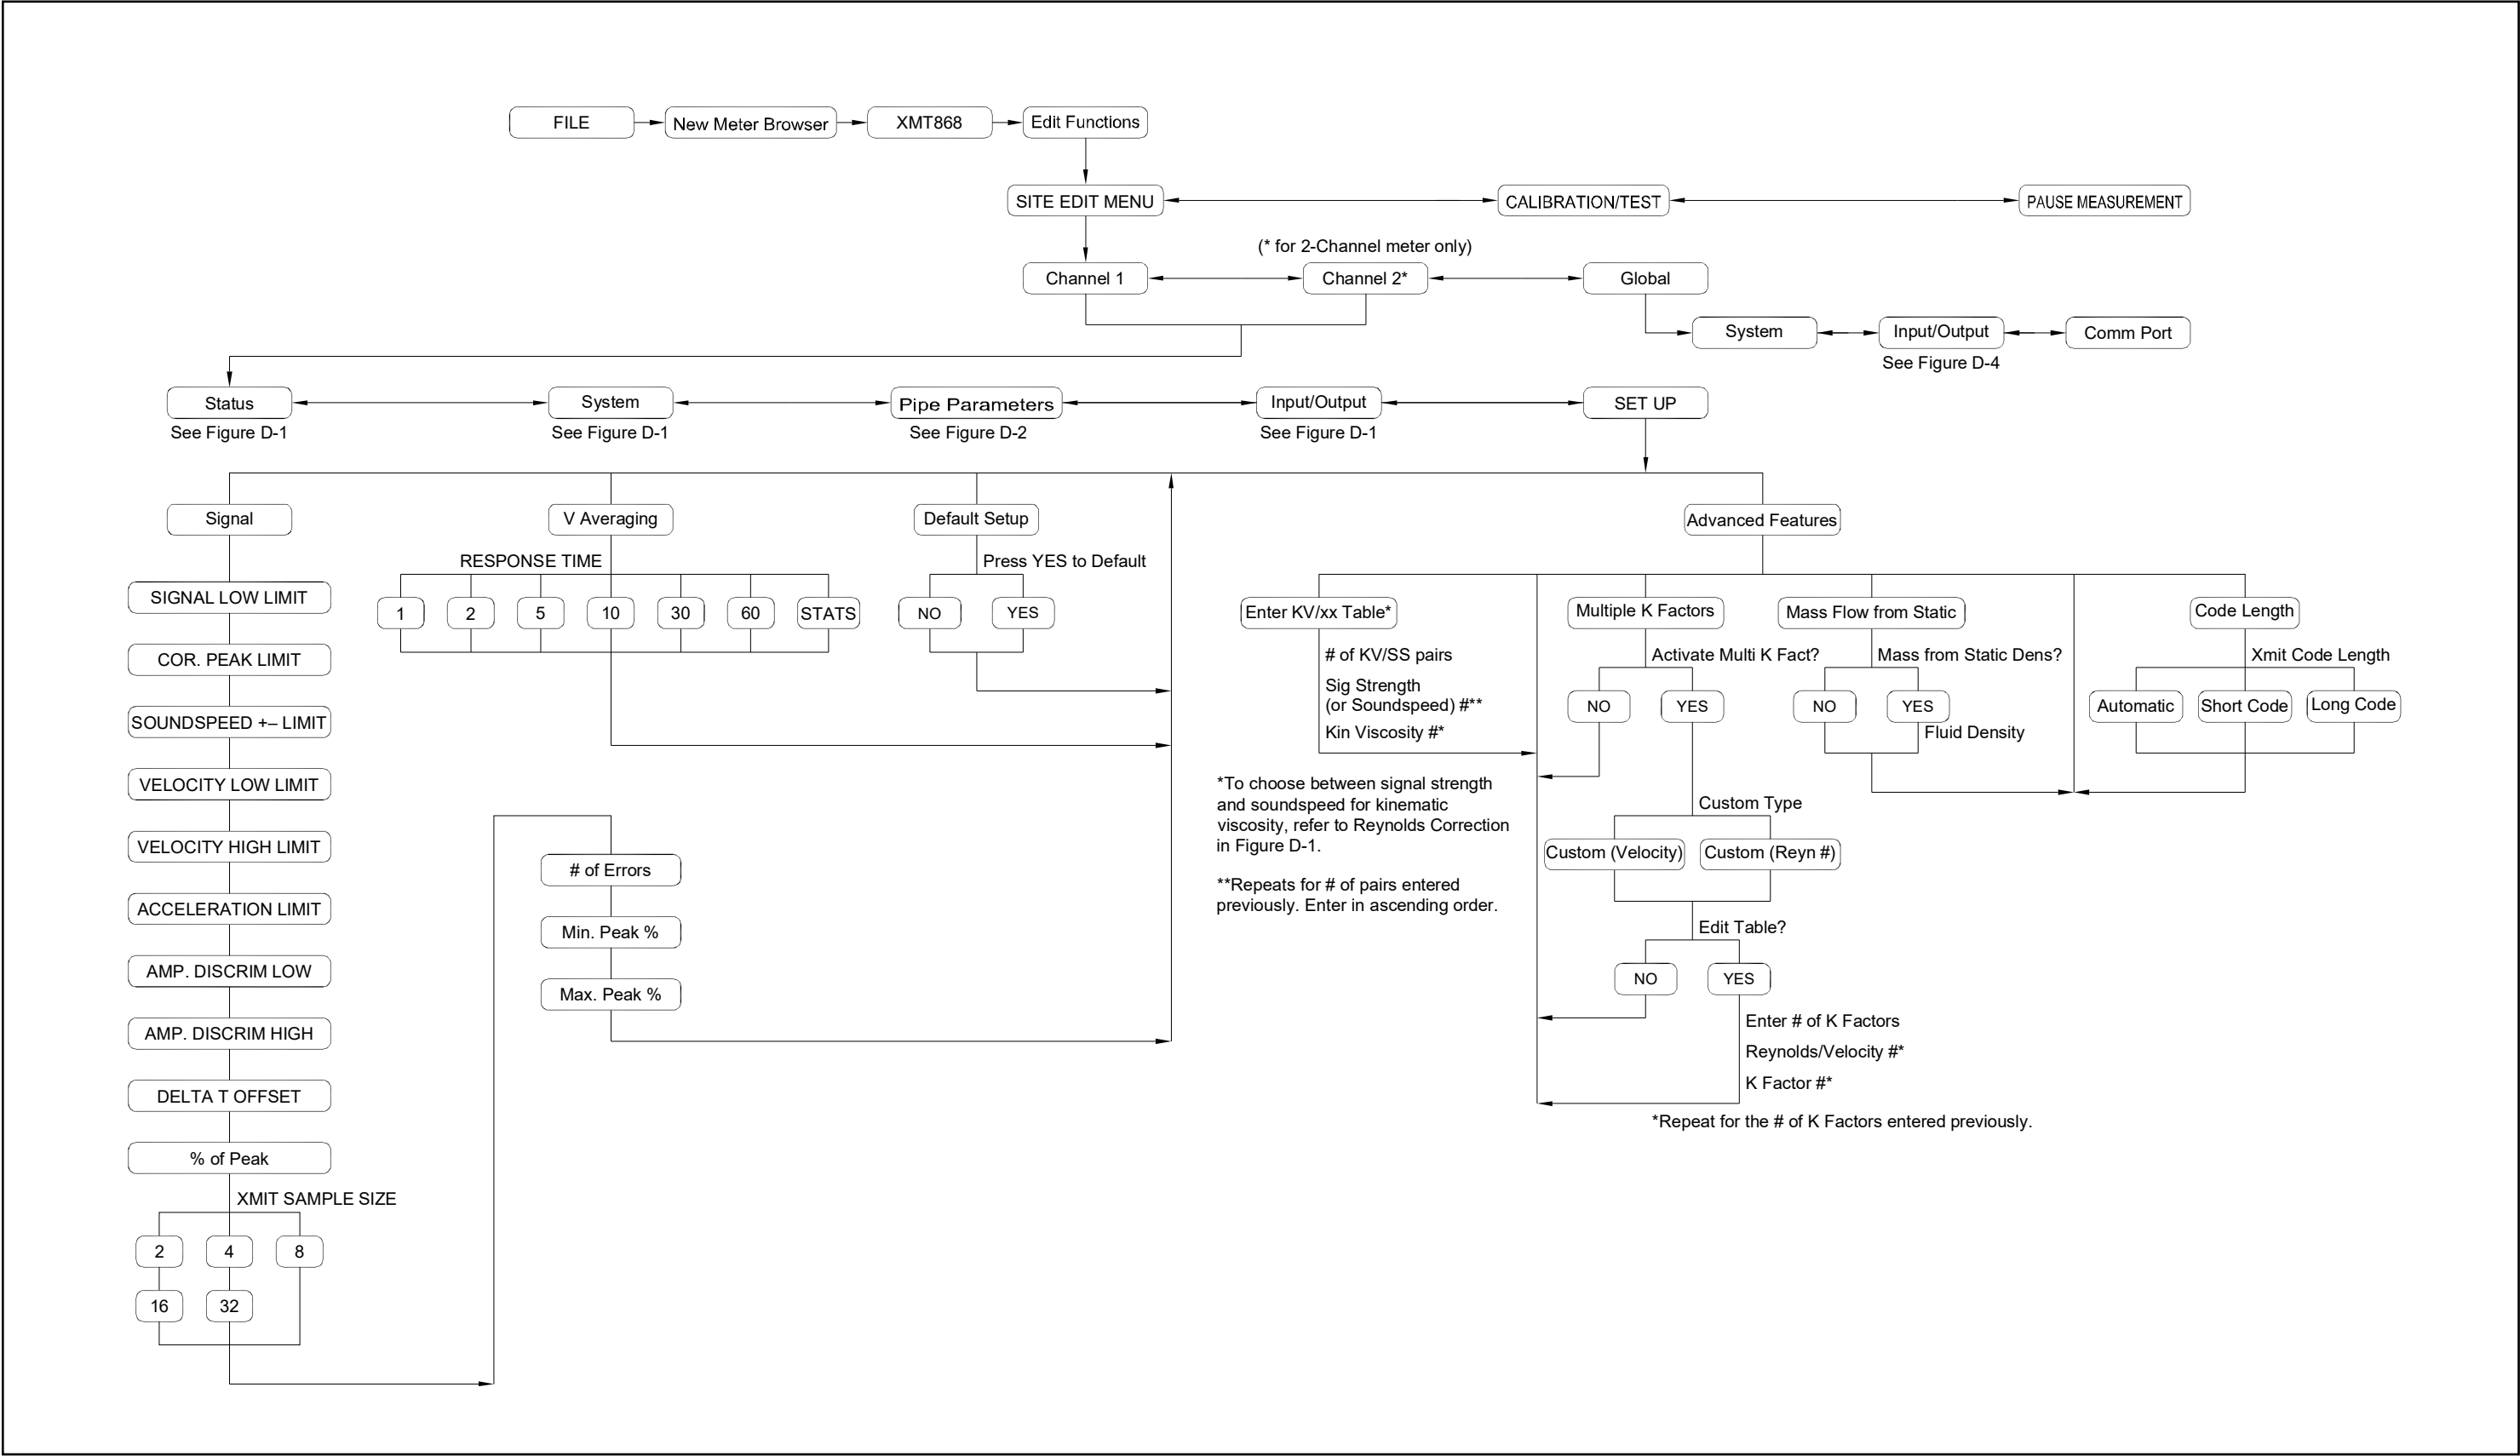 FILE
New Meter Browser
XMT868
Edit Functions
SITE EDIT MENU
CALIBRATION/TEST
PAUSE MEASUREMENT
(* for 2-Channel meter only)
Channel 1
Channel 2*
Global
System
Input/Output
Comm Port
See Figure D-4
Status
System
Pipe Parameters
Input/Output
SET UP
See Figure D-1
See Figure D-1
See Figure D-2
See Figure D-1
Signal
V Averaging
Default Setup
Advanced Features
SIGNAL LOW LIMIT
COR. PEAK LIMIT
SOUNDSPEED +– LIMIT
VELOCITY LOW LIMIT
VELOCITY HIGH LIMIT
ACCELERATION LIMIT
AMP. DISCRIM LOW
AMP. DISCRIM HIGH
DELTA T OFFSET
% of Peak
XMIT SAMPLE SIZE
2
4
8
16
32
RESPONSE TIME
1
2
5
10
30
60
STATS
# of Errors
Min. Peak %
Max. Peak %
Press YES to Default
NO
YES
Enter KV/xx Table*
# of KV/SS pairs
Sig Strength
(or Soundspeed) #**
Kin Viscosity #*
*To choose between signal strength
and soundspeed for kinematic
viscosity, refer to Reynolds Correction
in Figure D-1.
**Repeats for # of pairs entered
previously. Enter in ascending order.
Multiple K Factors
Activate Multi K Fact?
NO
YES
Custom Type
Custom (Velocity)
Custom (Reyn #)
Edit Table?
NO
YES
Enter # of K Factors
Reynolds/Velocity #*
K Factor #*
*Repeat for the # of K Factors entered previously.
Mass Flow from Static
Mass from Static Dens?
NO
YES
Fluid Density
Code Length
Xmit Code Length
Automatic
Short Code
Long Code